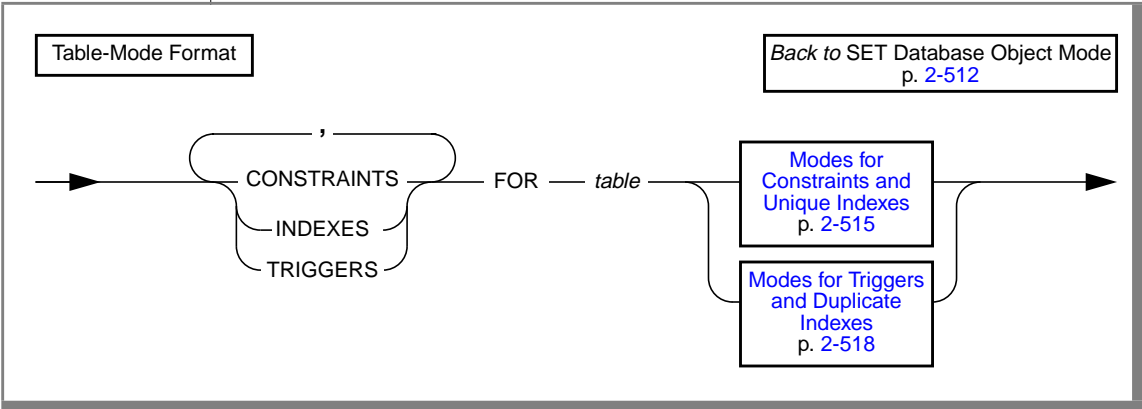 Table-Mode Format
Back to SET Database Object Mode
p. 2-512
,
CONSTRAINTS
INDEXES
TRIGGERS
FOR
table
Modes for
Constraints and
Unique Indexes
p. 2-515
Modes for Triggers
and Duplicate
Indexes
p. 2-518